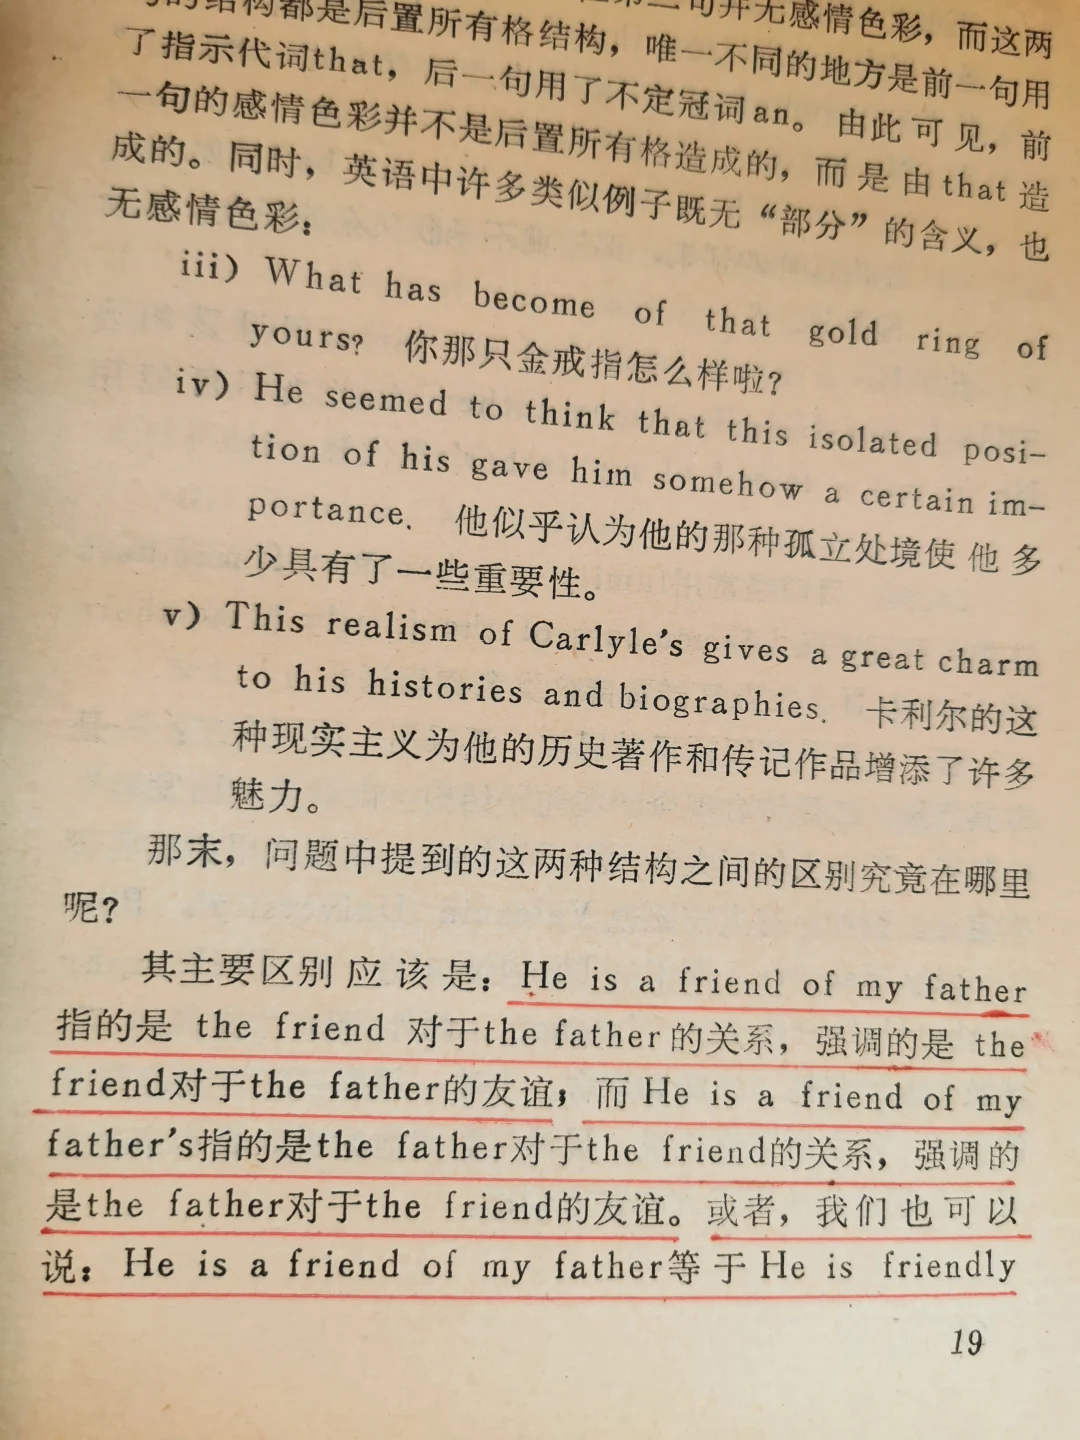 的结构都是后置所有格结构，唯一不同的地方是前一句用
句并无感情色彩，而这两
了指示代词that，后一句用了不定冠词an。由此可见，前
一句的感情色彩并不是后置所有格造成的，而是由that造
成的。同时，英语中许多类似例子既无“部分”的含义，也
无感情色彩：
iii) What has become of that gold ring of
yours? 你那只金戒指怎么样啦？
iv) He seemed to think that this isolated posi-
tion of his gave him somehow a certain im-
portance. 他似乎认为他的那种孤立处境使他多
少具有了一些重要性。
v) This realism of Carlyle's gives a great charm
to his histories and biographies. 卡利尔的这
种现实主义为他的历史著作和传记作品增添了许多
魅力。
那末，问题中提到的这两种结构之间的区别究竟在哪里
呢？
其主要区别应该是：He is a friend of my father
指的是 the friend 对于the father的关系，强调的是 the
friend对于the father的友谊；而 He is a friend of my
father's指的是the father对于the friend的关系，强调的
是the father对于the friend的友谊。或者，我们也可以
说：He is a friend of my father等于He is friendly
19